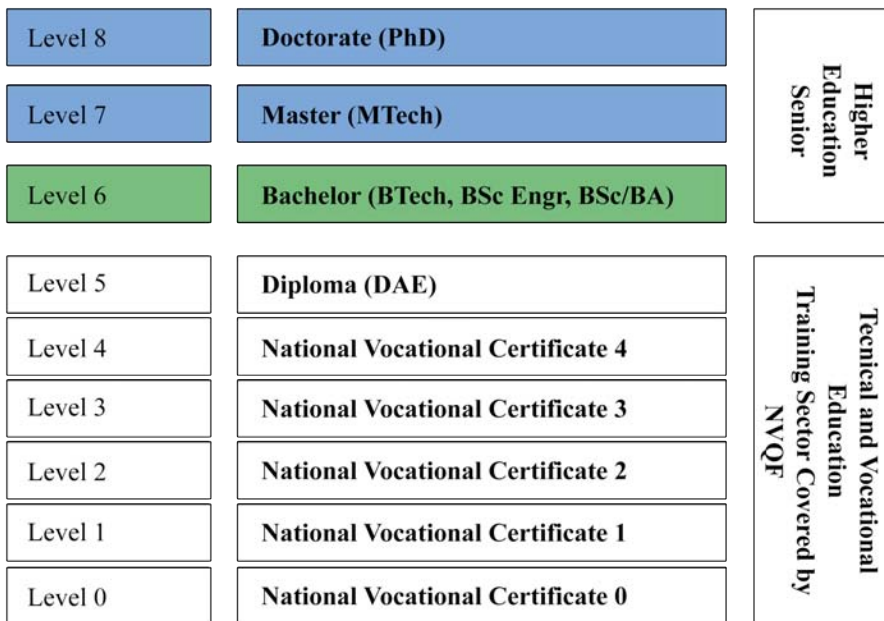 Level 8
Doctorate (PhD)
Level 7
Master (MTech)
Level 6
Bachelor (BTech, BSc Engr, BSc/BA)
Higher
Education
Senior
Level 5
Diploma (DAE)
Level 4
National Vocational Certificate 4
Level 3
National Vocational Certificate 3
Level 2
National Vocational Certificate 2
Level 1
National Vocational Certificate 1
Level 0
National Vocational Certificate 0
Tecnical and Vocational
Education
Training Sector Covered by
NVQF